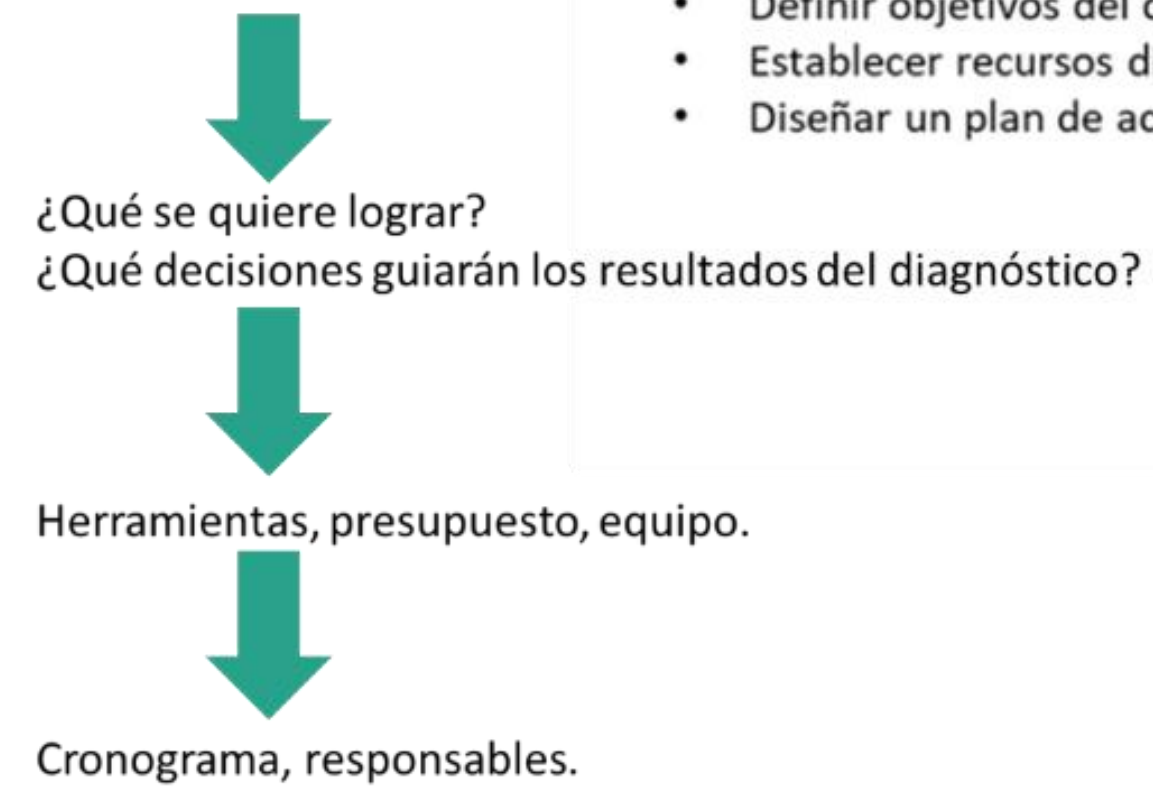 • Definir objetivos del
• Establecer recursos
• Diseñar un plan de
¿Qué se quiere lograr?
¿Qué decisiones guiarán los resultados del diagnóstico?
Herramientas, presupuesto, equipo.
Cronograma, responsables.